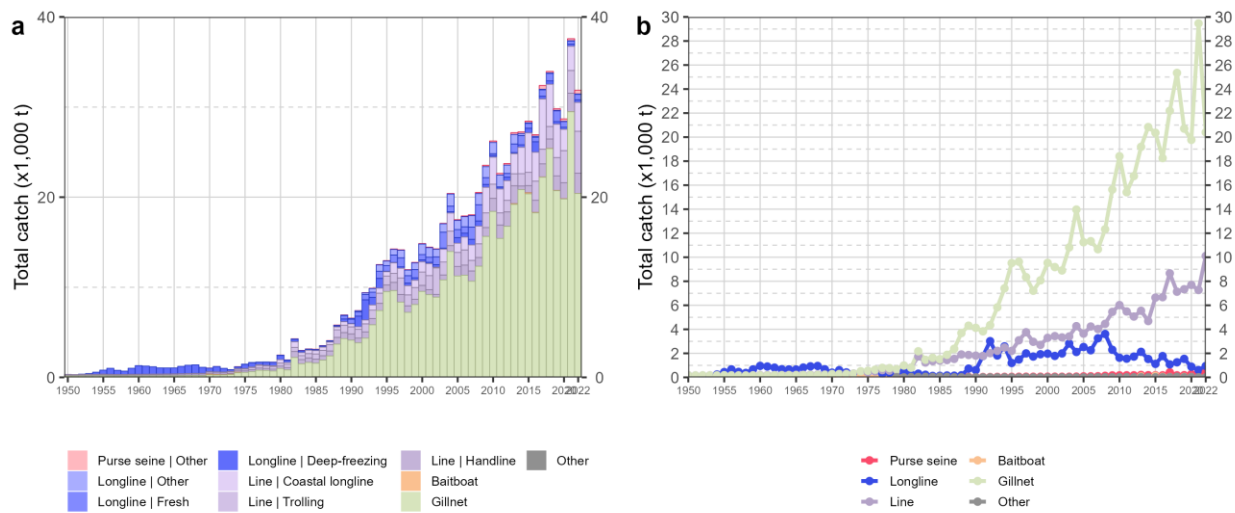 a
b
Total catch (x1,000 t)
40
20
0
40
20
0
1950 1955 1960 1965 1970 1975 1980 1985 1990 1995 2000 2005 2010 2015 2020 2022
Total catch (x1,000 t)
30
28
26
24
22
20
18
16
14
12
10
8
6
4
2
0
30
28
26
24
22
20
18
16
14
12
10
8
6
4
2
0
1950 1955 1960 1965 1970 1975 1980 1985 1990 1995 2000 2005 2010 2015 2020 2022
Purse seine | Other
Longline | Other
Longline | Fresh
Longline | Deep-freezing
Line | Coastal longline
Line | Trolling
Line | Handline
Baitboat
Gillnet
Other
Purse seine
Longline
Line
Baitboat
Gillnet
Other